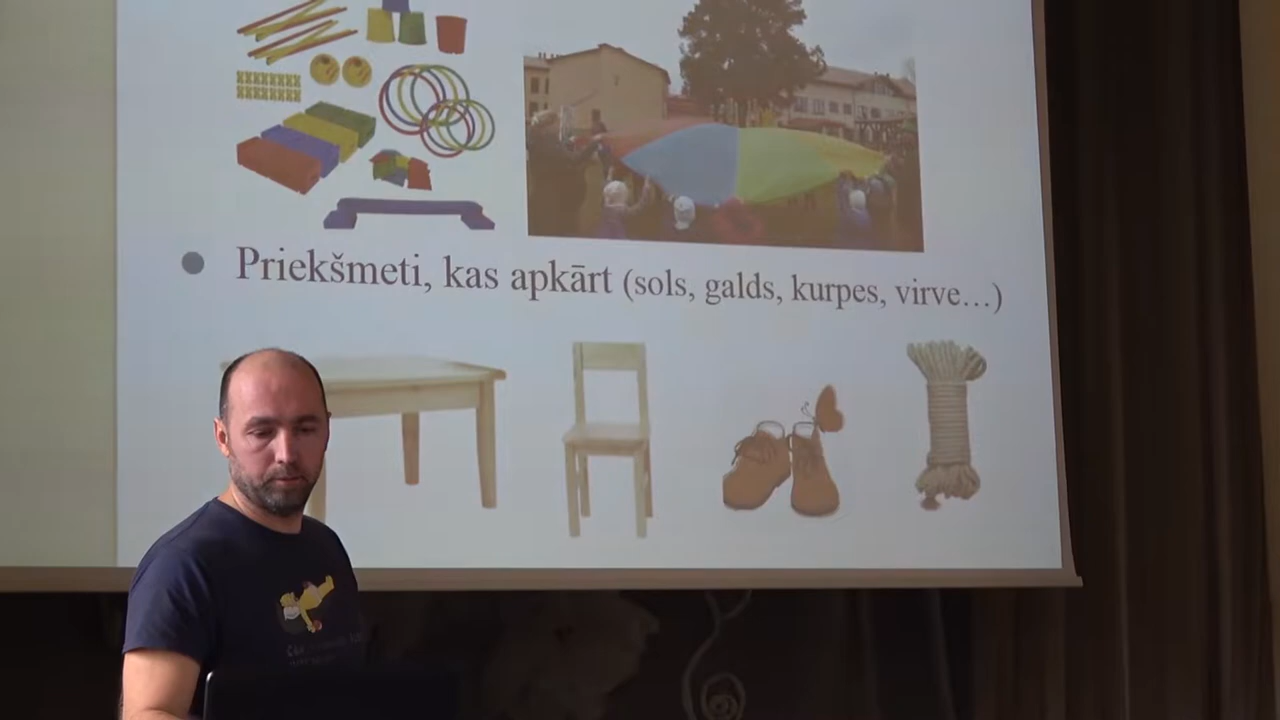 Priekšmeti, kas apkārt (sols, galds, kurpes, virve…)